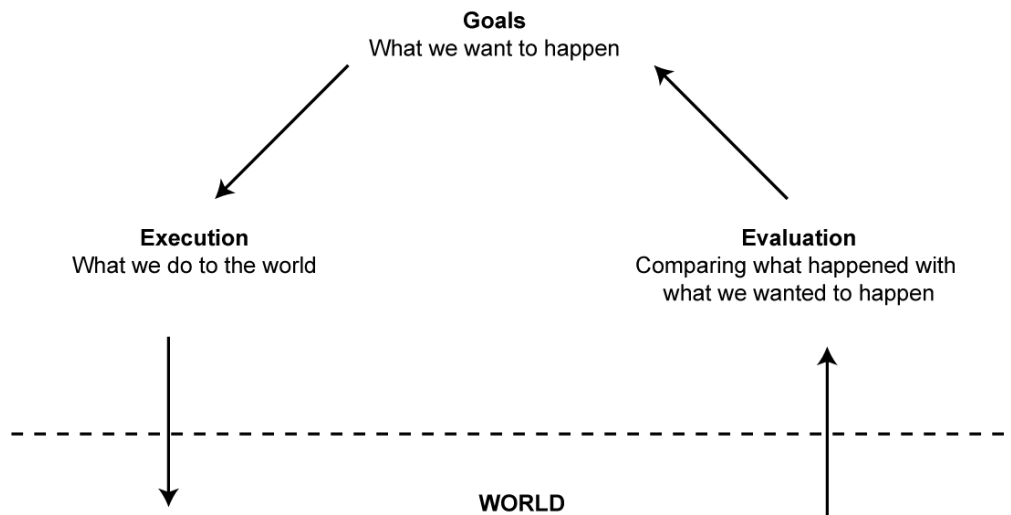 Goals
What we want to happen
Execution
What we do to the world
Evaluation
Comparing what happened with
what we wanted to happen
WORLD